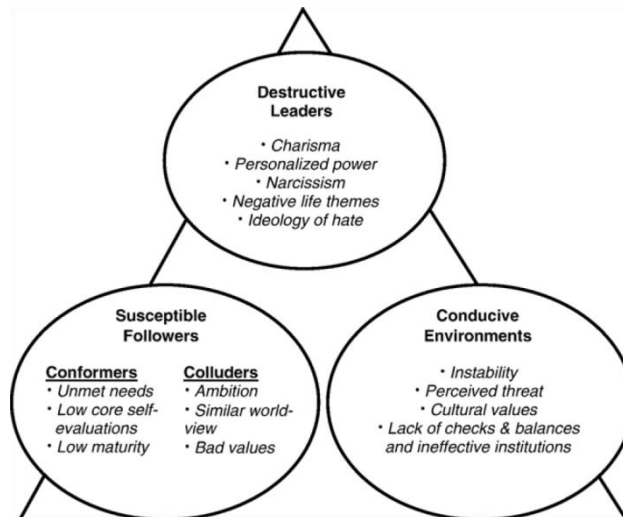 Destructive
Leaders
• Charisma
• Personalized power
• Narcissism
• Negative life themes
• Ideology of hate
Susceptible
Followers
Conformers
• Unmet needs
• Low core self-
evaluations
• Low maturity
Colluders
• Ambition
• Similar world-
view
• Bad values
Conducive
Environments
• Instability
• Perceived threat
• Cultural values
• Lack of checks & balances
and ineffective institutions